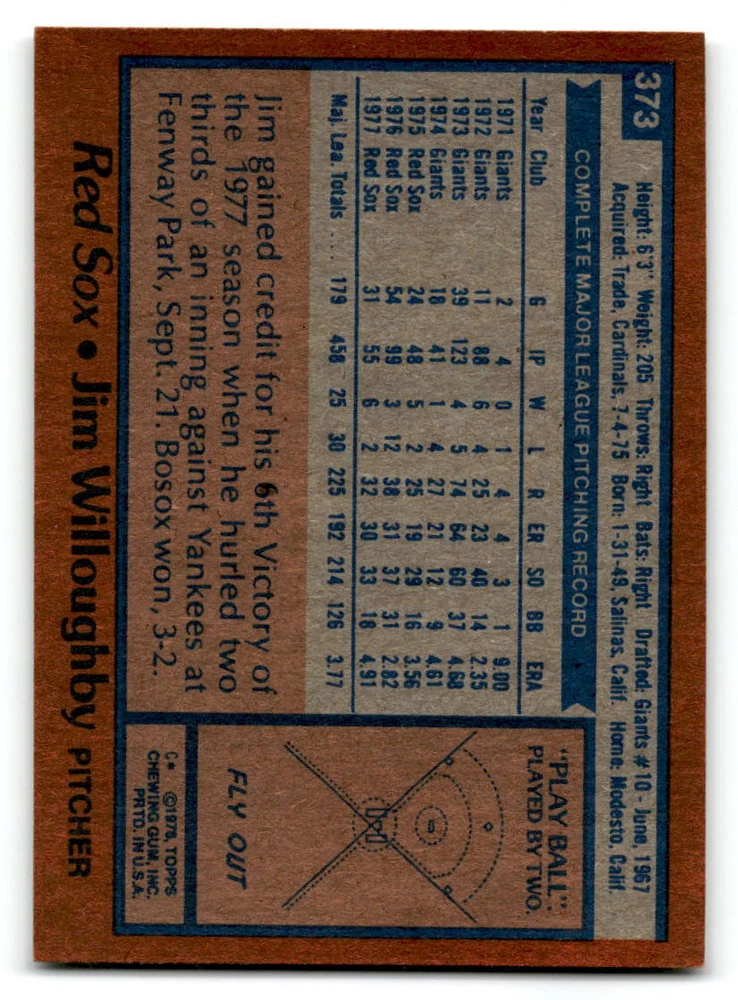 373
Height: 6'3" Weight: 205 Throws: Right Bats: Right Drafted: Giants #10 - June, 1967
Acquired: Trade, Cardinals, 7-4-75 Born: 1-31-49, Salinas, Calif. Home: Modesto, Calif.
COMPLETE MAJOR LEAGUE PITCHING RECORD
Year Club G IP W L R ER SO BB ERA
1971 Giants 2 4 0 1 4 4 3 1 9.00
1972 Giants 11 88 6 4 25 23 40 14 2.35
1973 Giants 39 123 4 5 74 64 60 37 4.68
1974 Giants 18 41 1 4 27 21 12 9 4.61
1975 Red Sox 24 48 5 2 25 19 29 16 3.56
1976 Red Sox 54 99 3 12 38 31 37 31 2.82
1977 Red Sox 31 55 6 2 32 30 33 18 4.91
Maj. Lea. Totals .... 179 458 25 30 225 192 214 126 3.77
Jim gained credit for his 6th Victory of
the 1977 season when he hurled two
thirds of an inning against Yankees at
Fenway Park, Sept. 21. Bosox won, 3-2.
"PLAY BALL":
PLAYED BY TWO.
FLY OUT
C* ©1978, TOPPS
CHEWING GUM, INC.
PRTD. IN U.S.A.
Red Sox • Jim Willoughby PITCHER